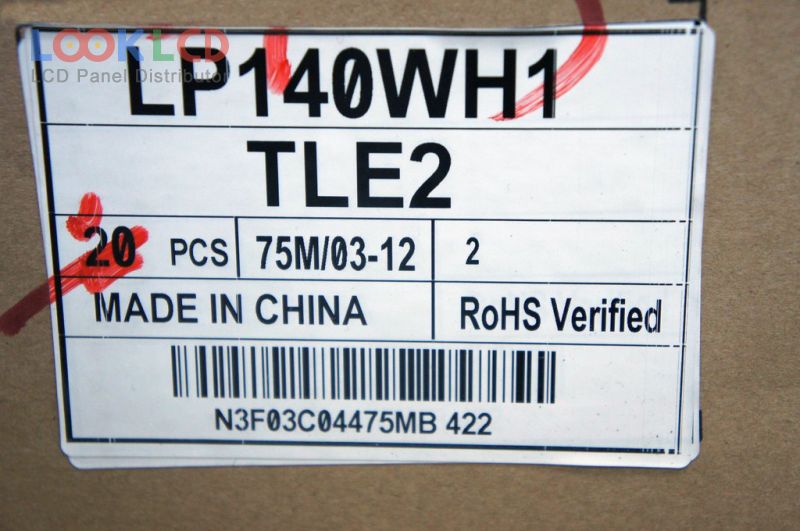 LOOKLCD
LCD Panel Distributor
LP140WH1
TLE2
20 PCS 75M/03-12 2
MADE IN CHINA RoHS Verified
N3F03C04475MB 422